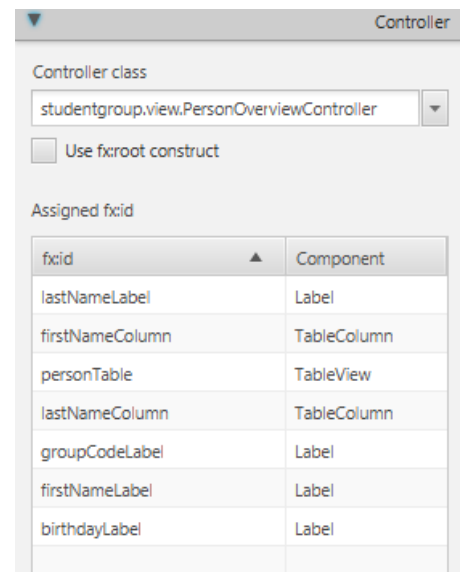 Controller
Controller class
studentgroup.view.PersonOverviewController
Use fx:root construct
Assigned fx:id
fx:id Component
lastNameLabel Label
firstNameColumn TableColumn
personTable TableView
lastNameColumn TableColumn
groupCodeLabel Label
firstNameLabel Label
birthdayLabel Label